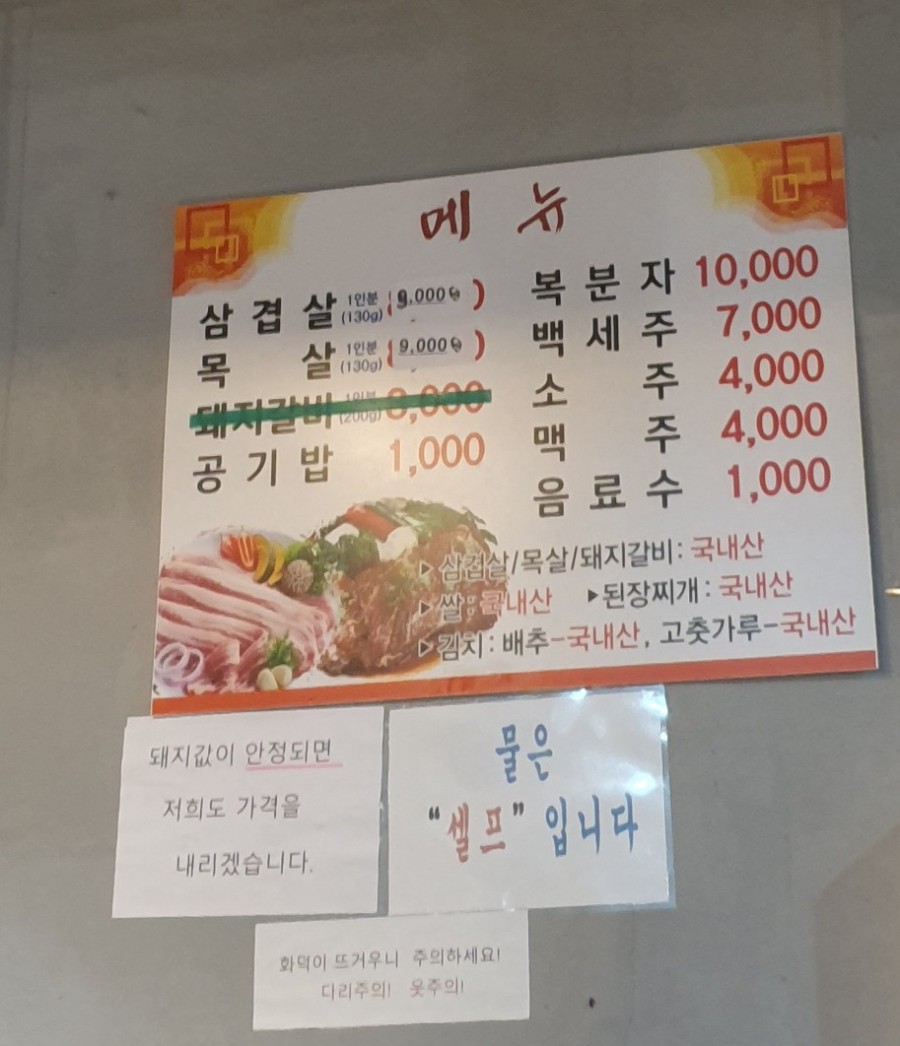 메뉴
삼겹살 1인분 (130g) (9,000원)
목살 1인분 (130g) (9,000원)
돼지갈비 1인분 (200g) 8,000
공기밥 1,000
복분자 10,000
백세주 7,000
소주 4,000
맥주 4,000
음료수 1,000
▶삼겹살/목살/돼지갈비: 국내산
▶쌀: 국내산 ▶된장찌개: 국내산
▶김치: 배추-국내산, 고춧가루-국내산
돼지값이 안정되면
저희도 가격을
내리겠습니다.
물은
"셀프" 입니다
화덕이 뜨거우니 주의하세요!
다리주의! 옷주의!